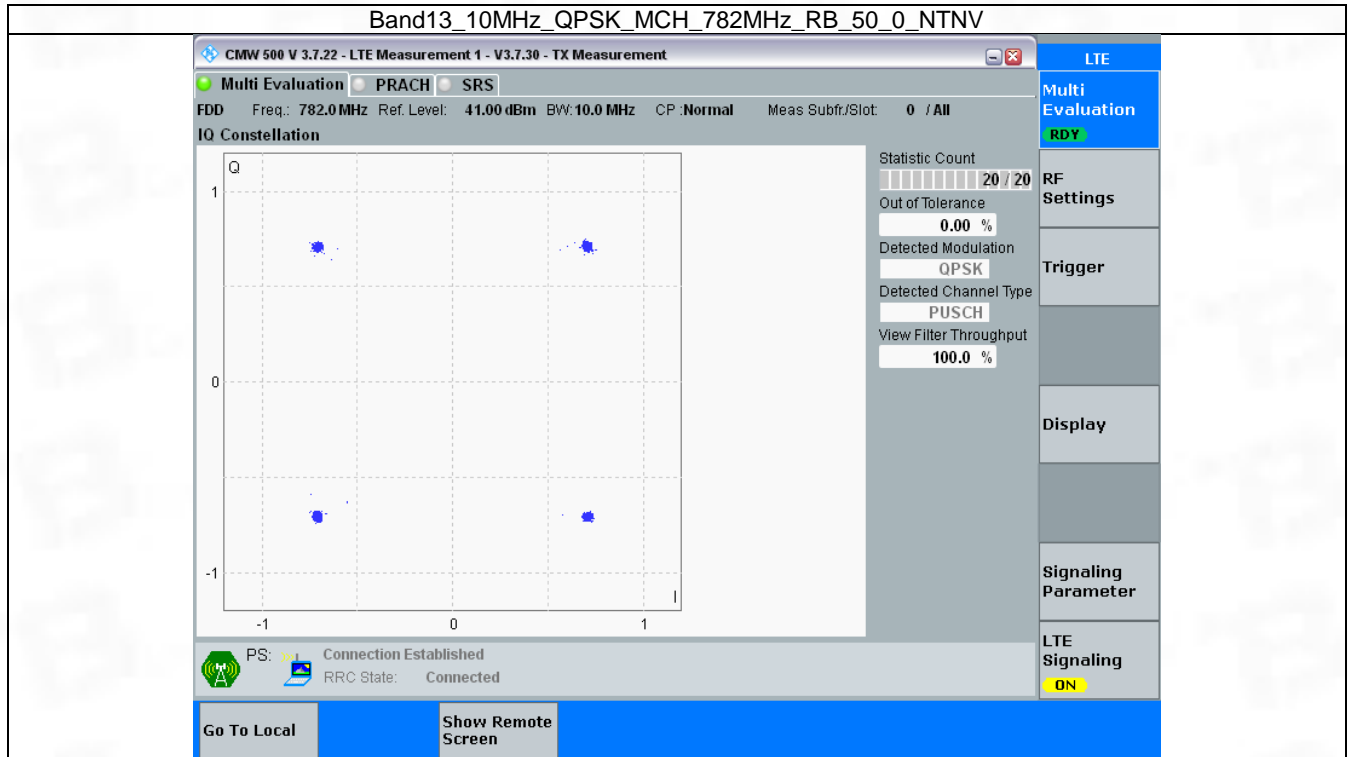 Band13_10MHz_QPSK_MCH_782MHz_RB_50_0_NTNV
CMW 500 V 3.7.22 - LTE Measurement 1 - V3.7.30 - TX Measurement
LTE
Multi Evaluation PRACH SRS
Multi
Evaluation
RDY
FDD Freq.: 782.0 MHz Ref. Level: 41.00 dBm BW: 10.0 MHz CP :Normal Meas Subfr./Slot: 0 / All
IQ Constellation
Q
1
0
-1
I
-1 0 1
Statistic Count
20 / 20
Out of Tolerance
0.00 %
Detected Modulation
QPSK
Detected Channel Type
PUSCH
View Filter Throughput
100.0 %
RF
Settings
Trigger
Display
Signaling
Parameter
LTE
Signaling
ON
PS: Connection Established
RRC State: Connected
Go To Local
Show Remote
Screen